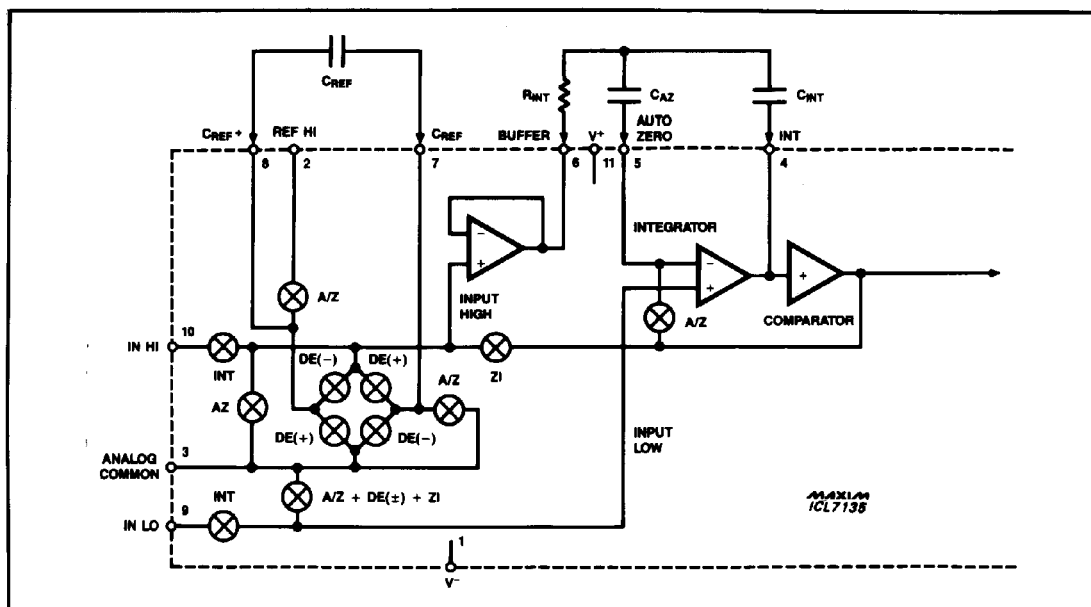 CREF
RINT
CAZ
CINT
CREF+
REF HI
CREF
BUFFER
V+
AUTO
ZERO
INT
8
2
7
6
11
5
4
INTEGRATOR
−
+
−
+
+
A/Z
INPUT
HIGH
A/Z
COMPARATOR
10
IN HI
INT
DE(−)
DE(+)
ZI
AZ
A/Z
DE(+)
DE(−)
INPUT
LOW
3
ANALOG
COMMON
INT
A/Z + DE(±) + ZI
9
IN LO
MAXIM
ICL7135
1
V−